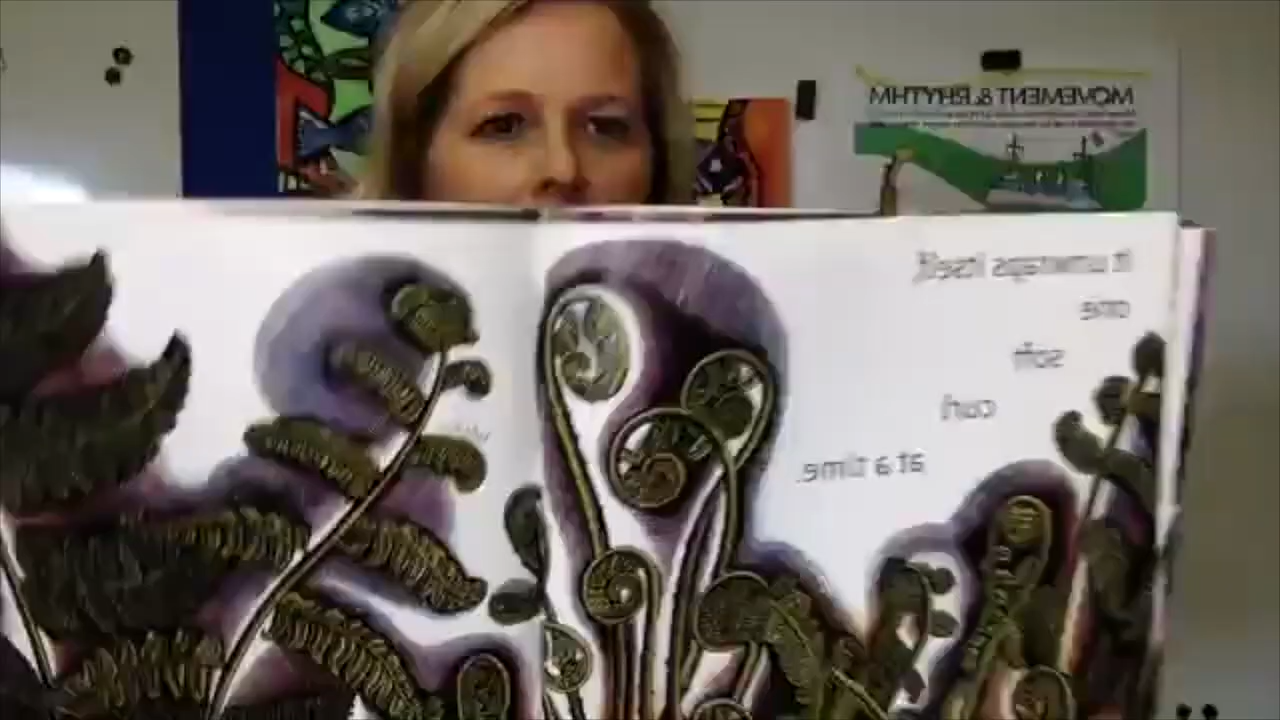 MOVEMENT & RHYTHM
It unwraps itself,
one
soft
curl
at a time.